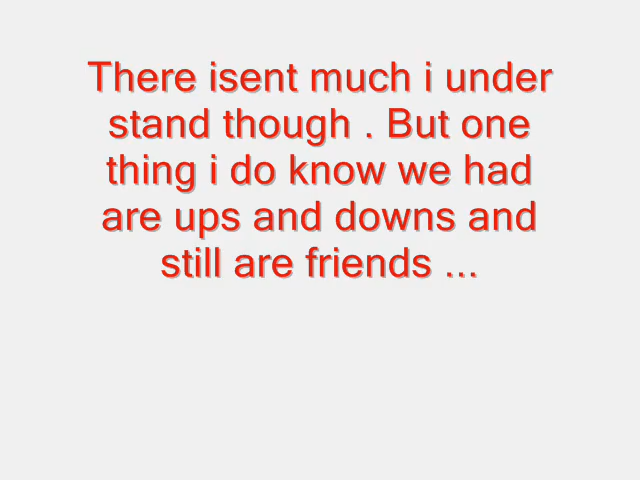 There isent much i under
stand though . But one
thing i do know we had
are ups and downs and
still are friends ...